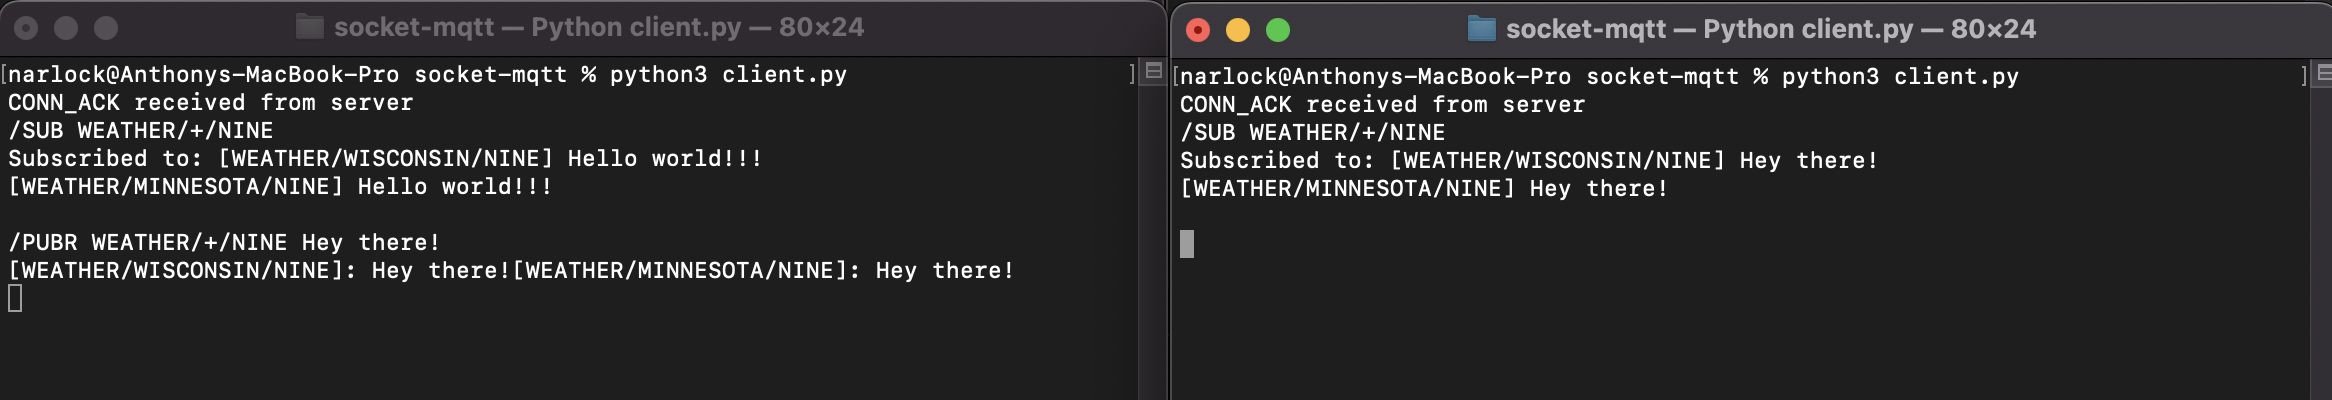 socket-mqtt — Python client.py — 80×24
[narlock@Anthonys-MacBook-Pro socket-mqtt % python3 client.py ]
CONN_ACK received from server
/SUB WEATHER/+/NINE
Subscribed to: [WEATHER/WISCONSIN/NINE] Hello world!!!
[WEATHER/MINNESOTA/NINE] Hello world!!!
/PUBR WEATHER/+/NINE Hey there!
[WEATHER/WISCONSIN/NINE]: Hey there![WEATHER/MINNESOTA/NINE]: Hey there!
socket-mqtt — Python client.py — 80×24
[narlock@Anthonys-MacBook-Pro socket-mqtt % python3 client.py ]
CONN_ACK received from server
/SUB WEATHER/+/NINE
Subscribed to: [WEATHER/WISCONSIN/NINE] Hey there!
[WEATHER/MINNESOTA/NINE] Hey there!